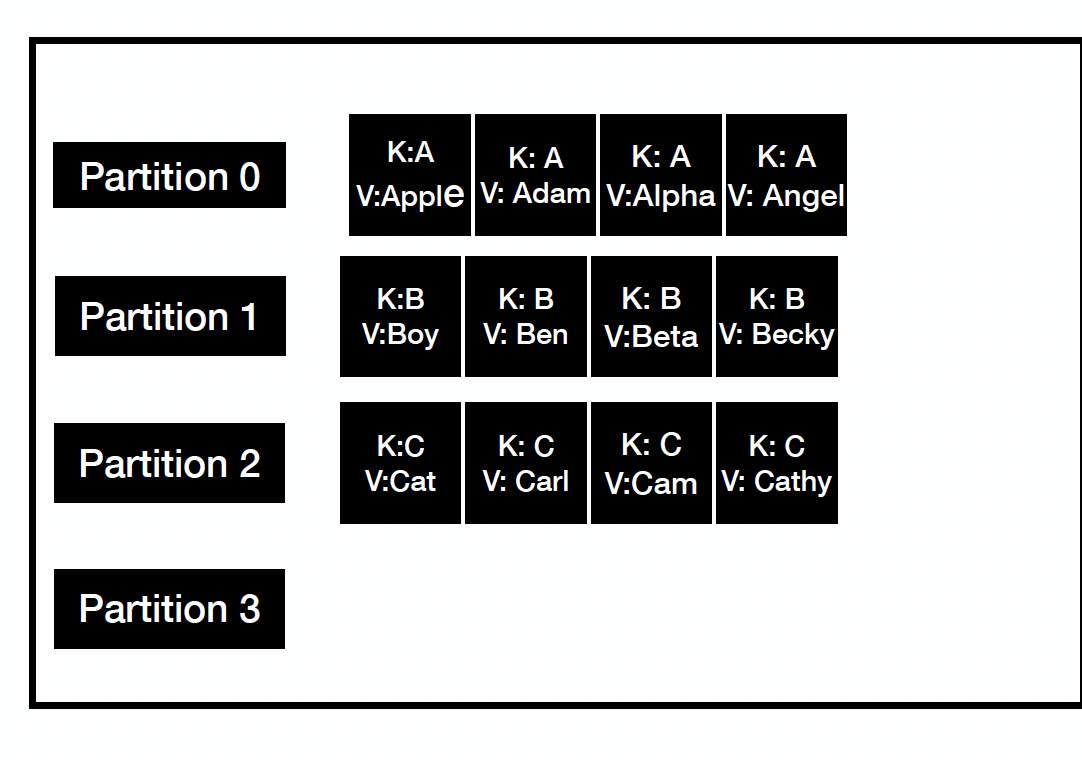 Partition 0
K:A
V:Apple
K: A
V: Adam
K: A
V:Alpha
K: A
V: Angel
Partition 1
K:B
V:Boy
K: B
V: Ben
K: B
V:Beta
K: B
V: Becky
Partition 2
K:C
V:Cat
K: C
V: Carl
K: C
V:Cam
K: C
V: Cathy
Partition 3